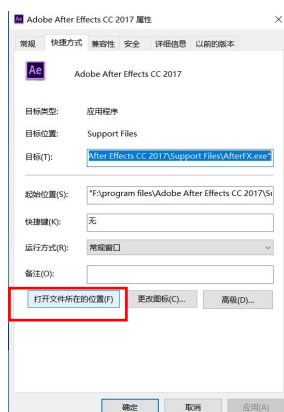 Adobe After Effects CC 2017 属性
常规 快捷方式 兼容性 安全 详细信息 以前的版本
Ae Adobe After Effects CC 2017
目标类型: 应用程序
目标位置: Support Files
目标(T): After Effects CC 2017\Support Files\AfterFX.exe"
起始位置(S): "F:\program files\Adobe After Effects CC 2017\Su
快捷键(K): 无
运行方式(R): 常规窗口
备注(O):
打开文件所在的位置(F) 更改图标(C)... 高级(D)...
确定 取消 应用(A)